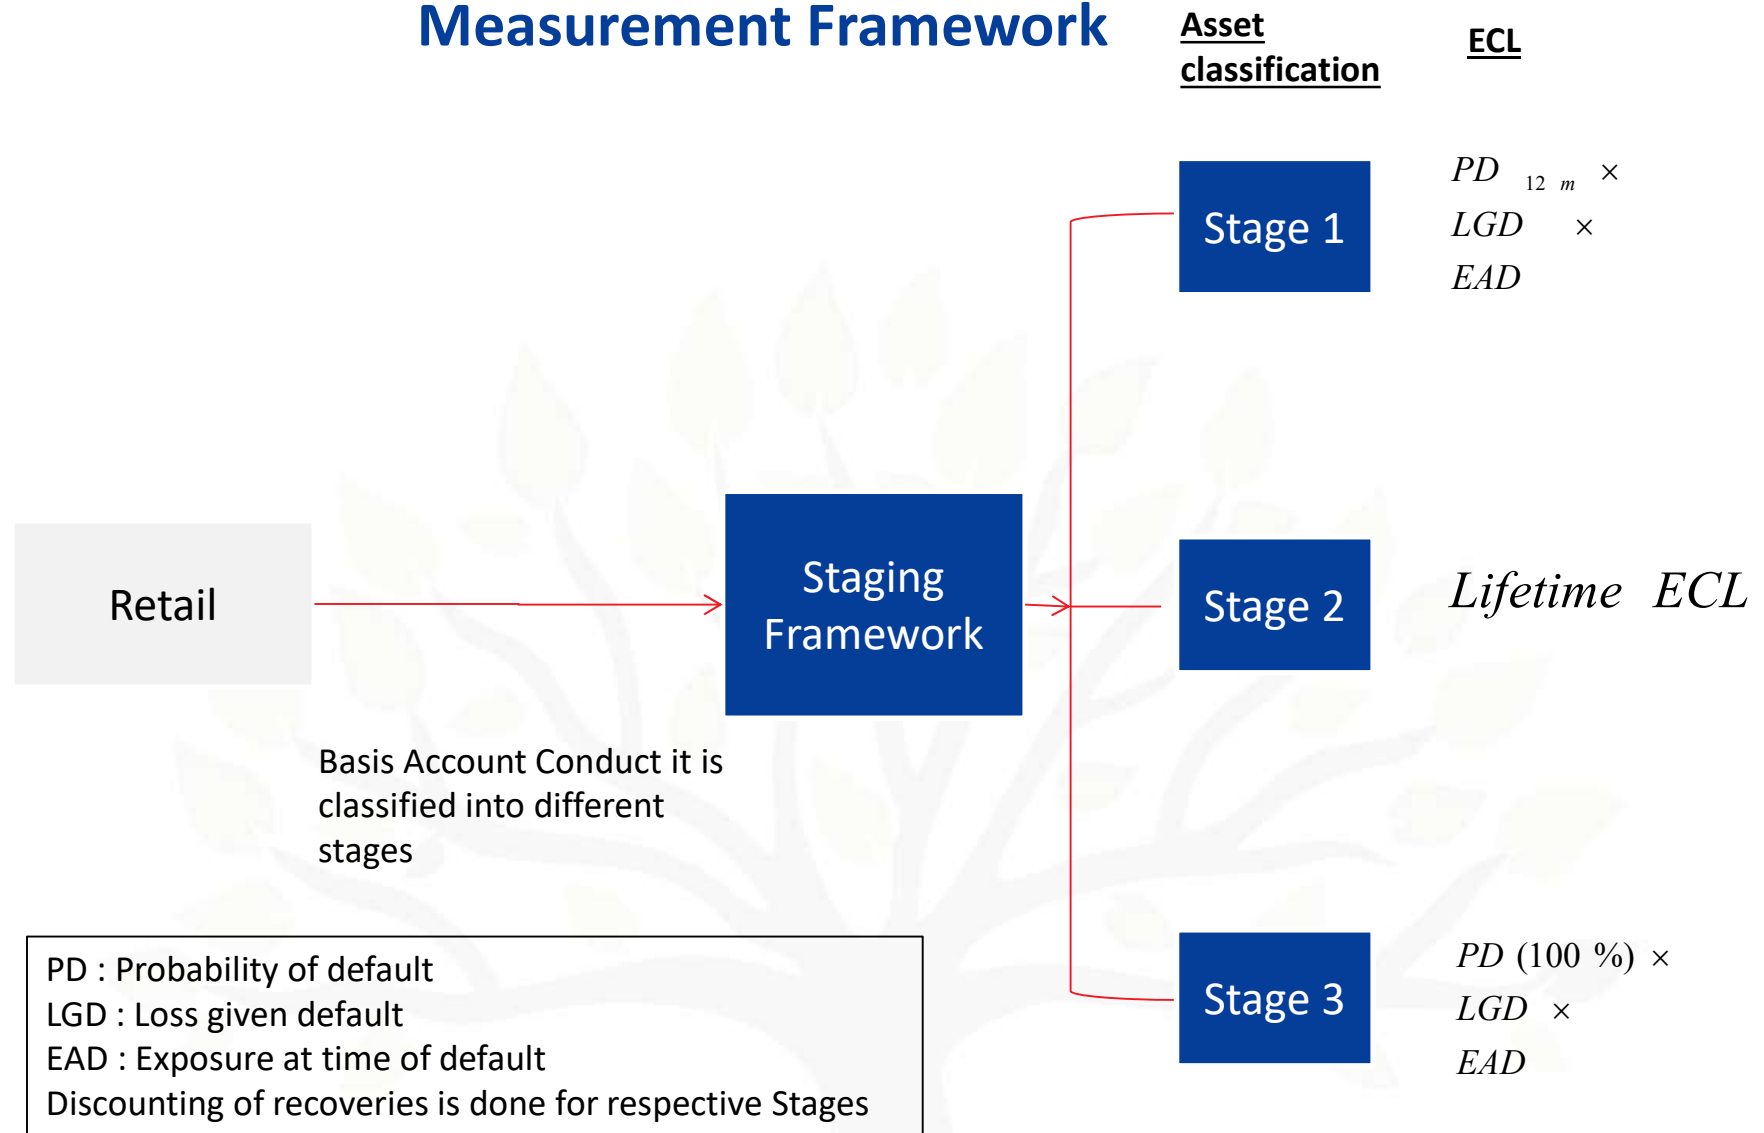 Measurement Framework
Asset
classification
ECL
Stage 1
PD 12 m ×
LGD ×
EAD
Retail
Staging
Framework
Stage 2
Lifetime ECL
Basis Account Conduct it is
classified into different
stages
Stage 3
PD (100 %) ×
LGD ×
EAD
PD : Probability of default
LGD : Loss given default
EAD : Exposure at time of default
Discounting of recoveries is done for respective Stages